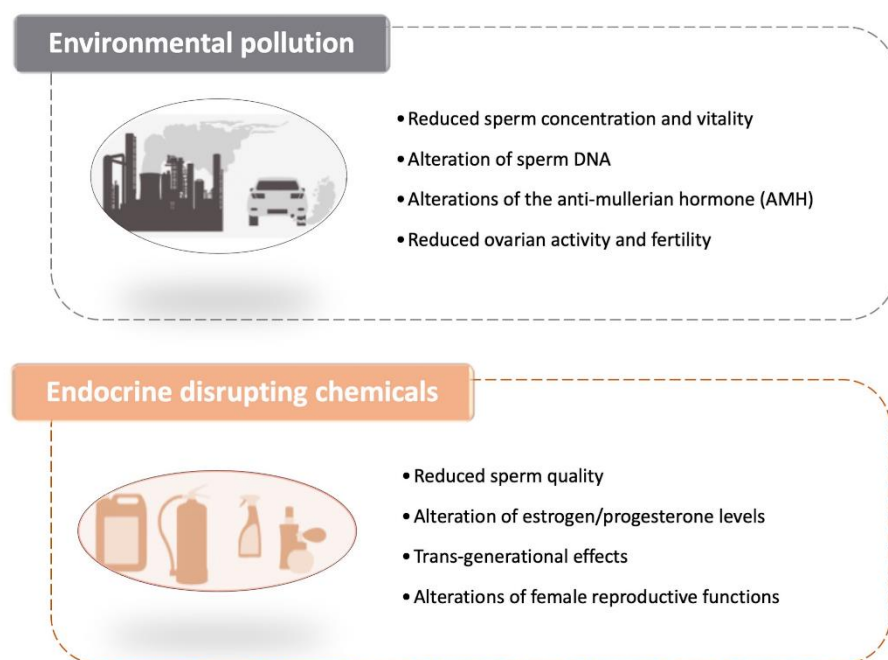 Environmental pollution
• Reduced sperm concentration and vitality
• Alteration of sperm DNA
• Alterations of the anti-mullerian hormone (AMH)
• Reduced ovarian activity and fertility
Endocrine disrupting chemicals
• Reduced sperm quality
• Alteration of estrogen/progesterone levels
• Trans-generational effects
• Alterations of female reproductive functions